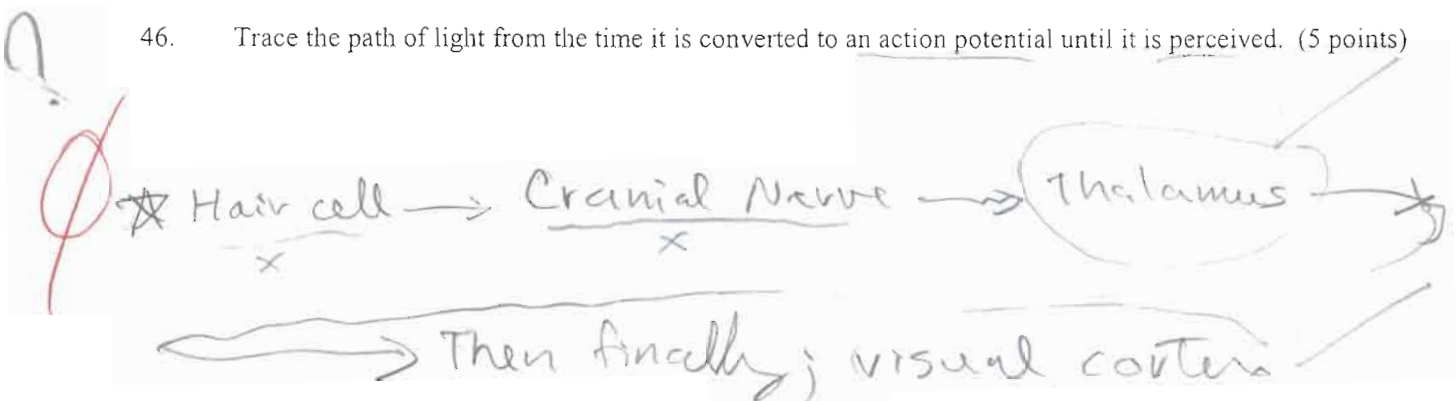 46. Trace the path of light from the time it is converted to an action potential until it is perceived. (5 points)
?
Ø ☆ Hair cell → Cranial Nerve → Thalamus →
x x
→ Then finally; visual cortex